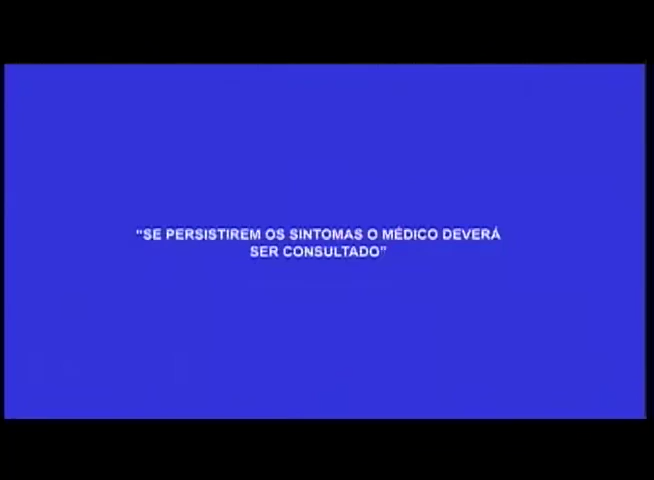 “SE PERSISTIREM OS SINTOMAS O MÉDICO DEVERÁ
SER CONSULTADO”